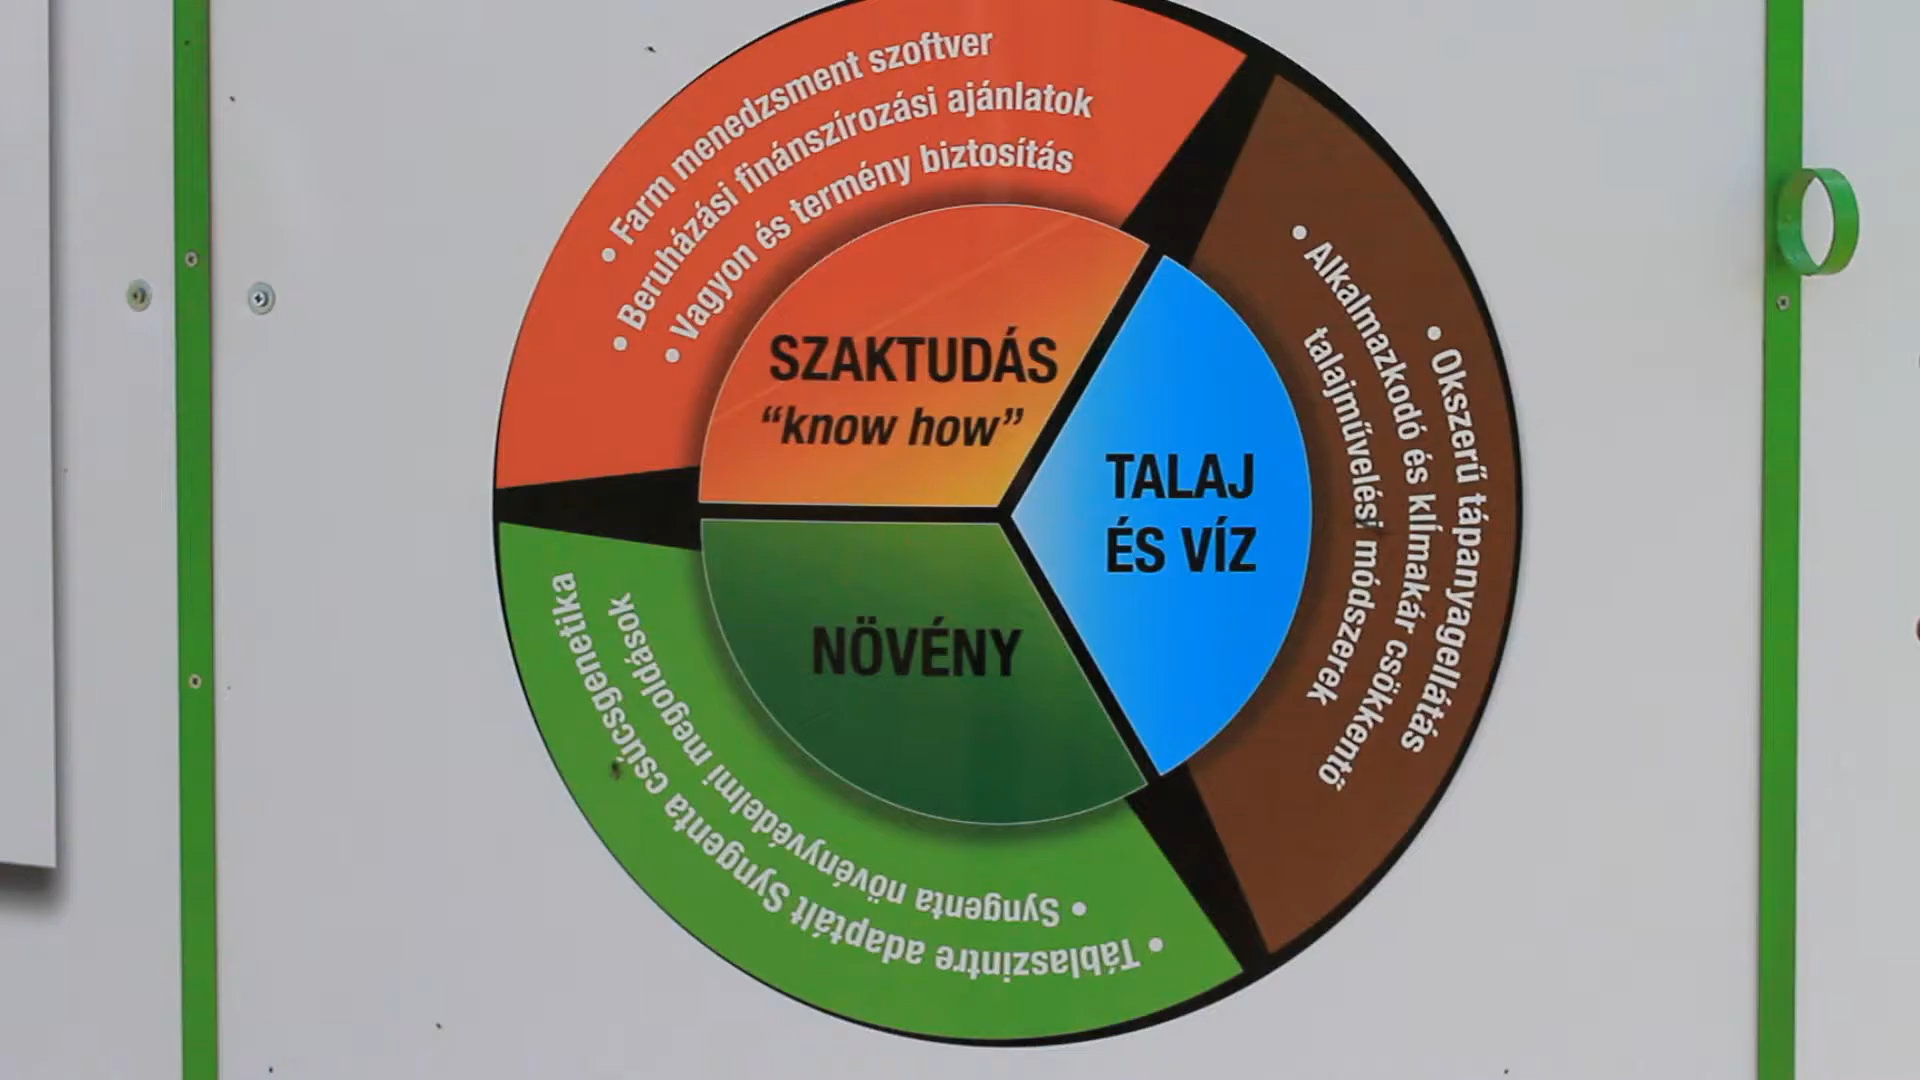 • Farm menedzsment szoftver
• Beruházási finánszírozási ajánlatok
• Vagyon és termény biztosítás
SZAKTUDÁS
“know how”
TALAJ
ÉS VÍZ
• Okszerű tápanyagellátás
• Alkalmazkodó és klímakár csökkentő
talajművelési módszerek
NÖVÉNY
• Táblaszintre adaptált Syngenta csúcsgenetika
• Syngenta növényvédelmi megoldások